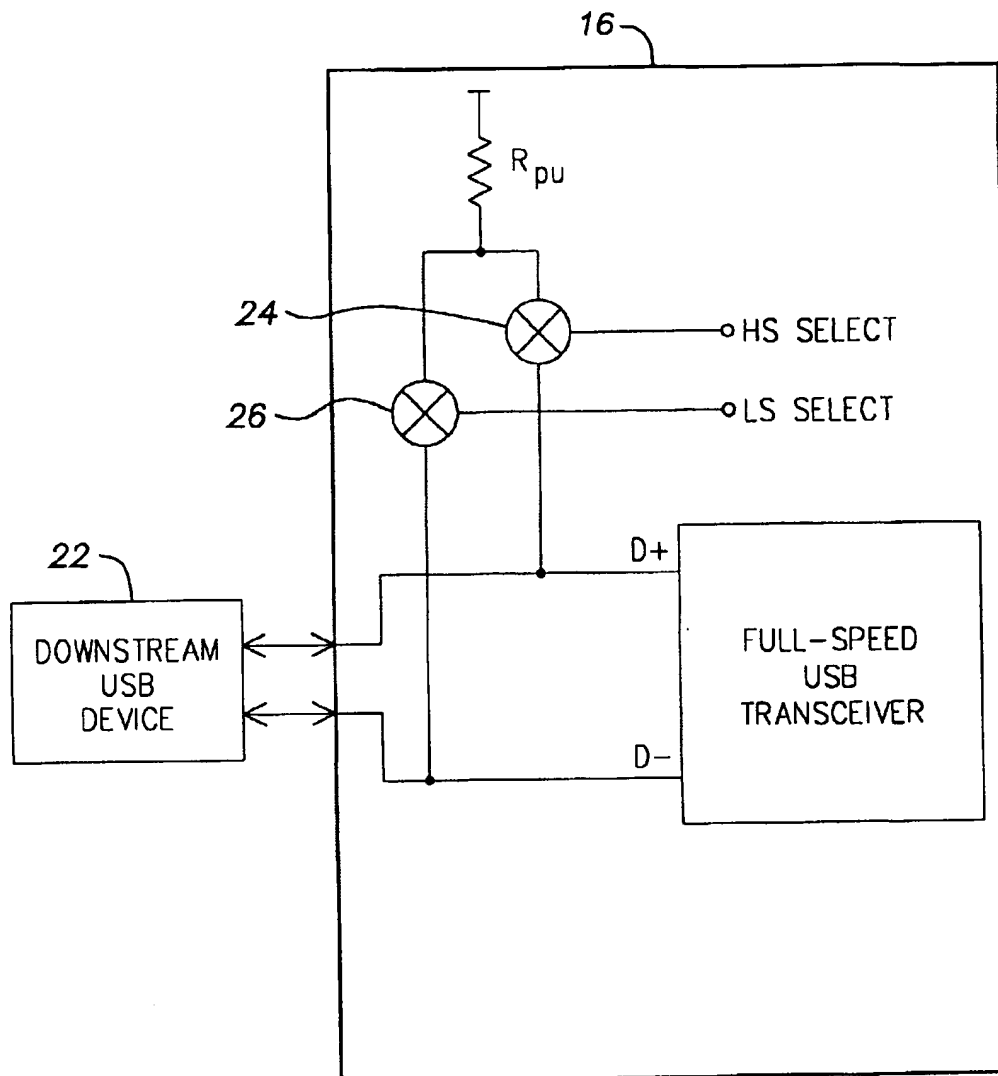 16
R pu
24
HS SELECT
26
LS SELECT
22
D+
DOWNSTREAM
USB
DEVICE
FULL-SPEED
USB
TRANSCEIVER
D-